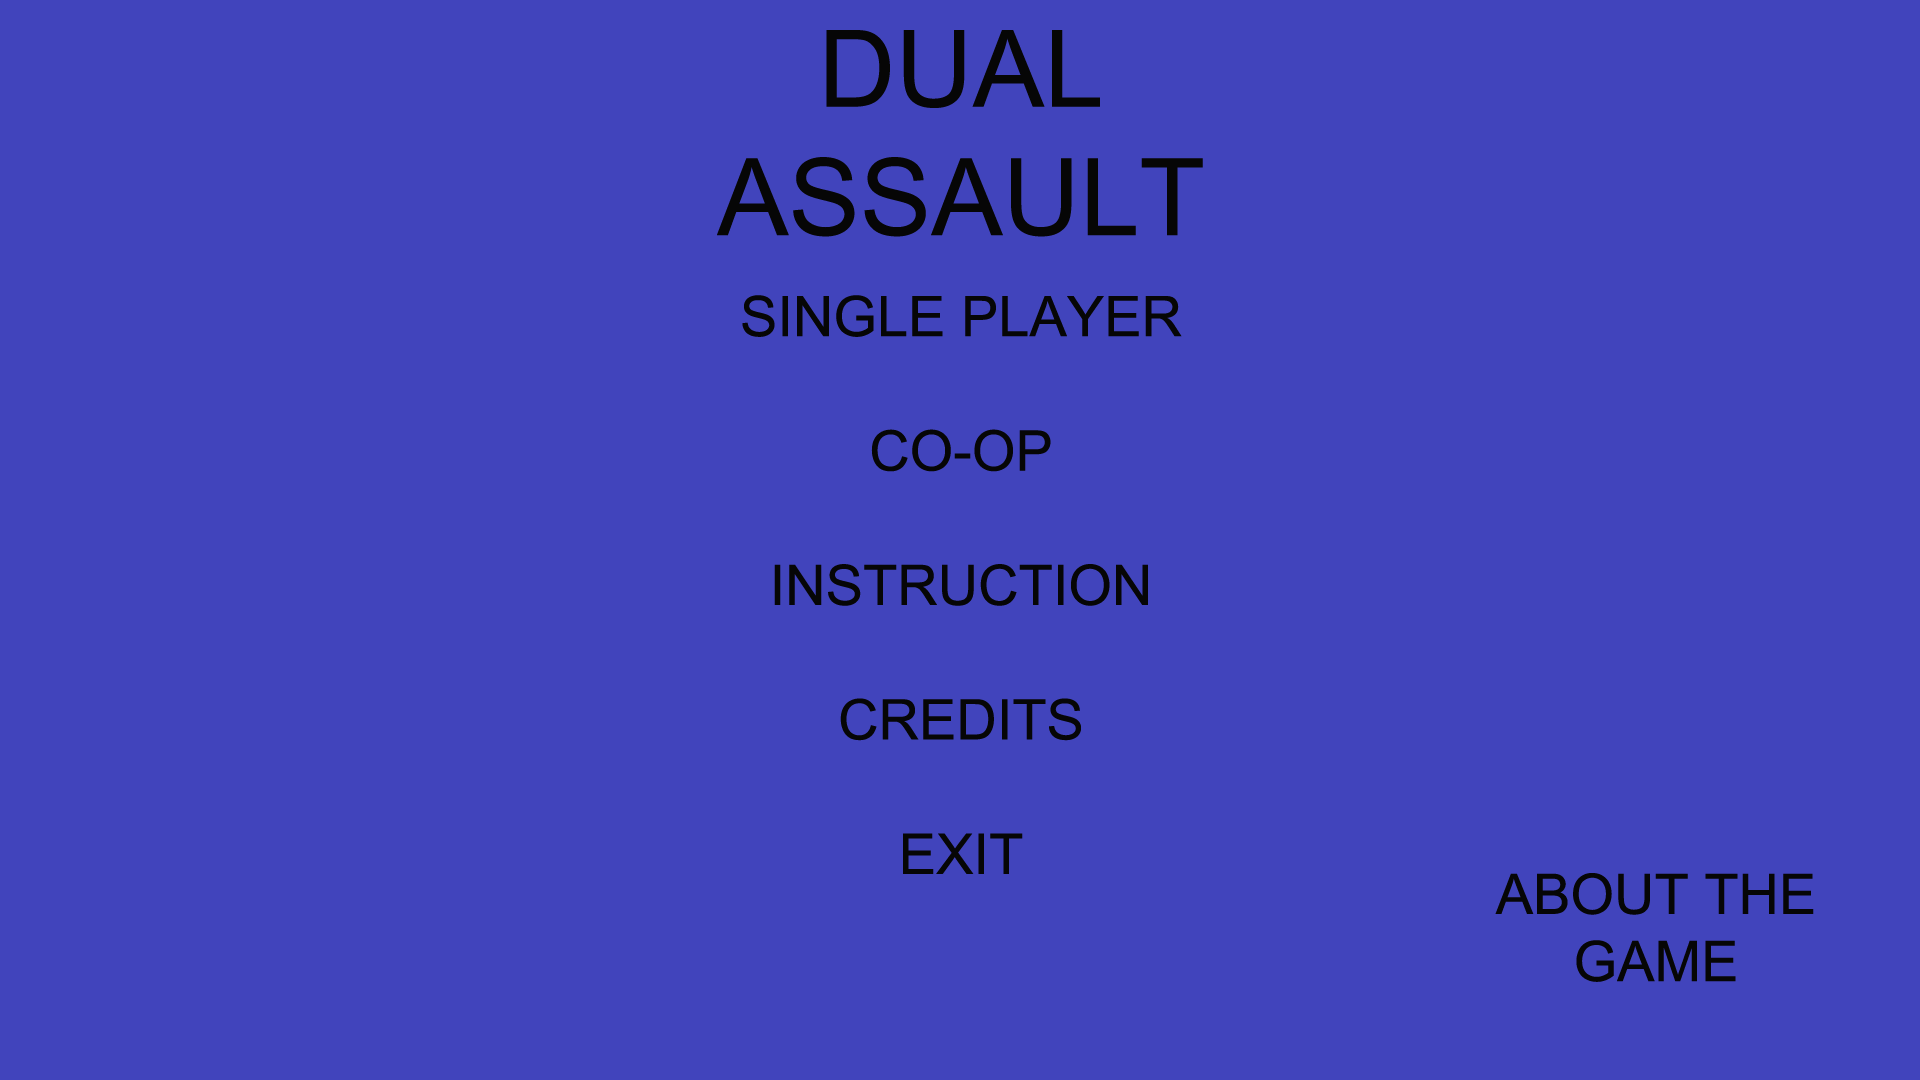 DUAL
ASSAULT
SINGLE PLAYER
CO-OP
INSTRUCTION
CREDITS
EXIT
ABOUT THE
GAME